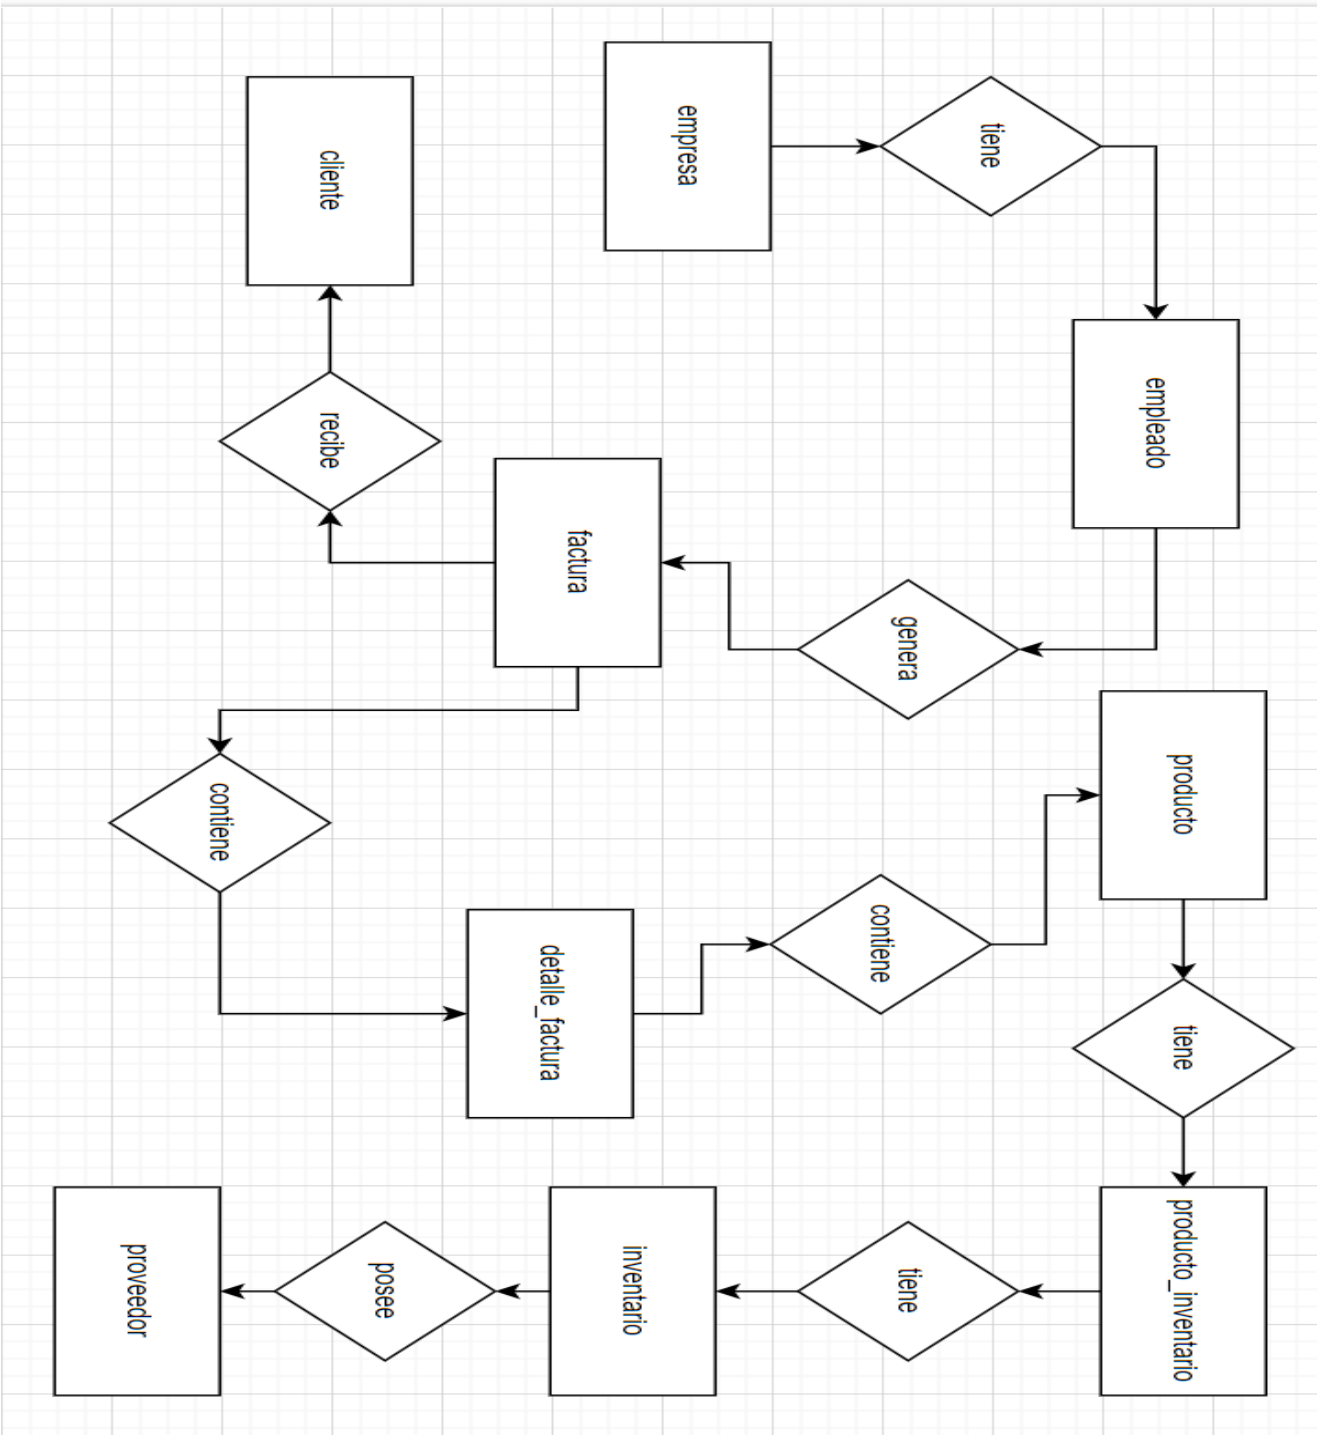 empresa
tiene
empleado
cliente
recibe
factura
genera
contiene
detalle_factura
contiene
producto
tiene
producto_inventario
tiene
inventario
posee
proveedor